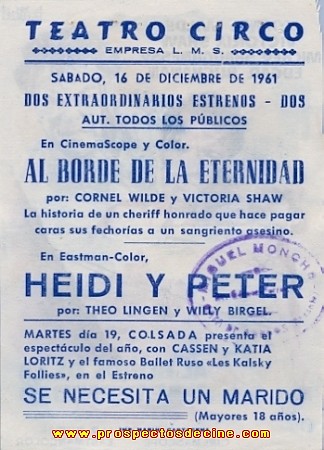 TEATRO CIRCO
EMPRESA L. M. S.
SABADO, 16 DE DICIEMBRE DE 1961
DOS EXTRAORDINARIOS ESTRENOS - DOS
AUT. TODOS LOS PÚBLICOS
En CinemaScope y Color.
AL BORDE DE LA ETERNIDAD
por: CORNEL WILDE y VICTORIA SHAW
La historia de un cheriff honrado que hace pagar
caras sus fechorías a un sangriento asesino.
En Eastman-Color,
HEIDI Y PETER
por: THEO LINGEN y WILLY BIRGEL.
MARTES día 19, COLSADA presenta el
espectáculo del año, con CASSEN y KATIA
LORITZ y el famoso Ballet Ruso «Les Kalsky
Follies», en el Estreno
SE NECESITA UN MARIDO
(Mayores 18 años).
www.prospectosdecine.com